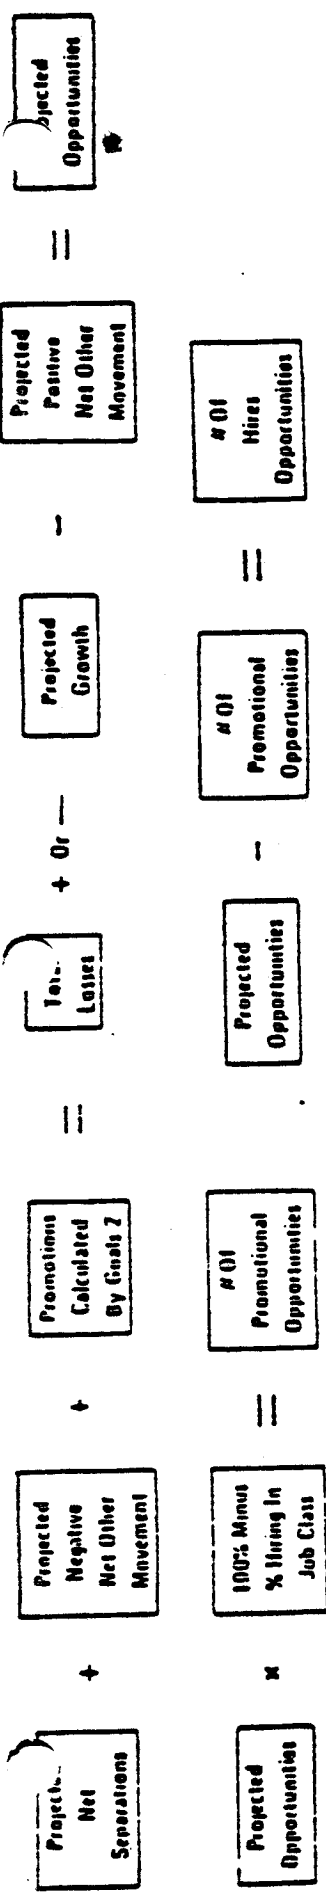 Net
Separations
+
Projected
Negative
Net Other
Movement
+
Promotions
Calculated
By Goals 2
=
Losses
+ Or —
Projected
Growth
-
Projected
Positive
Net Other
Movement
=
Opportunities
Projected
Opportunities
x
100% Minus
% Hiring In
Job Class
=
# Of
Promotional
Opportunities
Projected
Opportunities
-
# Of
Promotional
Opportunities
=
# Of
Hires
Opportunities